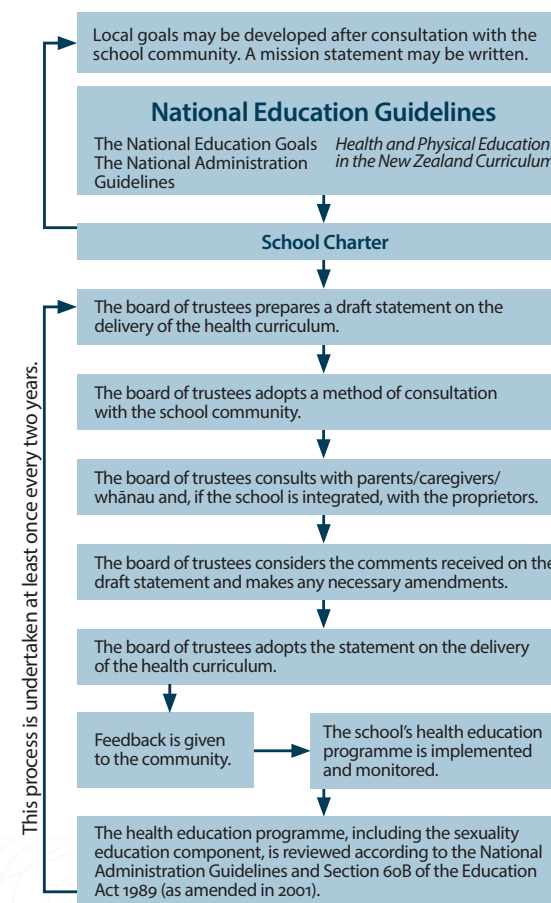 Local goals may be developed after consultation with the
school community. A mission statement may be written.
National Education Guidelines
The National Education Goals
The National Administration
Guidelines
Health and Physical Education
in the New Zealand Curriculum
School Charter
The board of trustees prepares a draft statement on the
delivery of the health curriculum.
The board of trustees adopts a method of consultation
with the school community.
The board of trustees consults with parents/caregivers/
whānau and, if the school is integrated, with the proprietors.
The board of trustees considers the comments received on the
draft statement and makes any necessary amendments.
The board of trustees adopts the statement on the delivery
of the health curriculum.
Feedback is given
to the community.
The school’s health education
programme is implemented
and monitored.
The health education programme, including the sexuality
education component, is reviewed according to the National
Administration Guidelines and Section 60B of the Education
Act 1989 (as amended in 2001).
This process is undertaken at least once every two years.